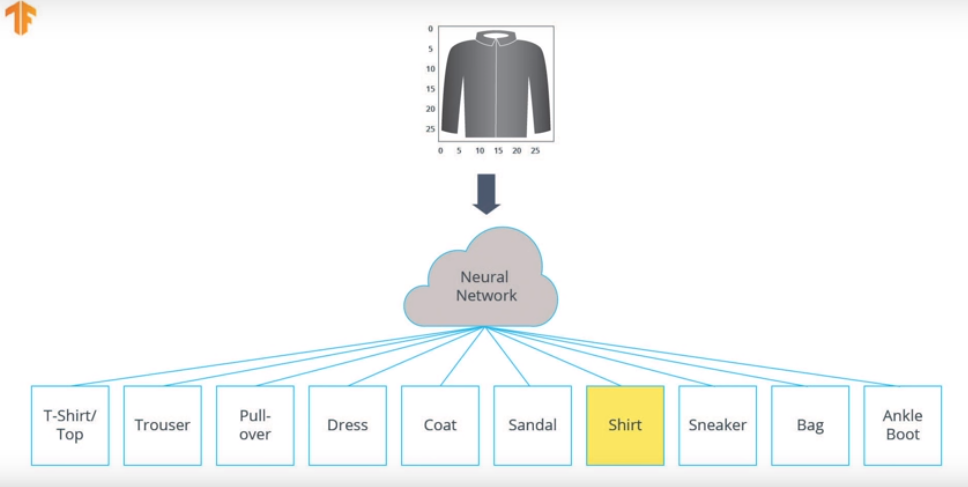 0
5
10
15
20
25
0 5 10 15 20 25
Neural
Network
T-Shirt/
Top
Trouser
Pull-
over
Dress
Coat
Sandal
Shirt
Sneaker
Bag
Ankle
Boot